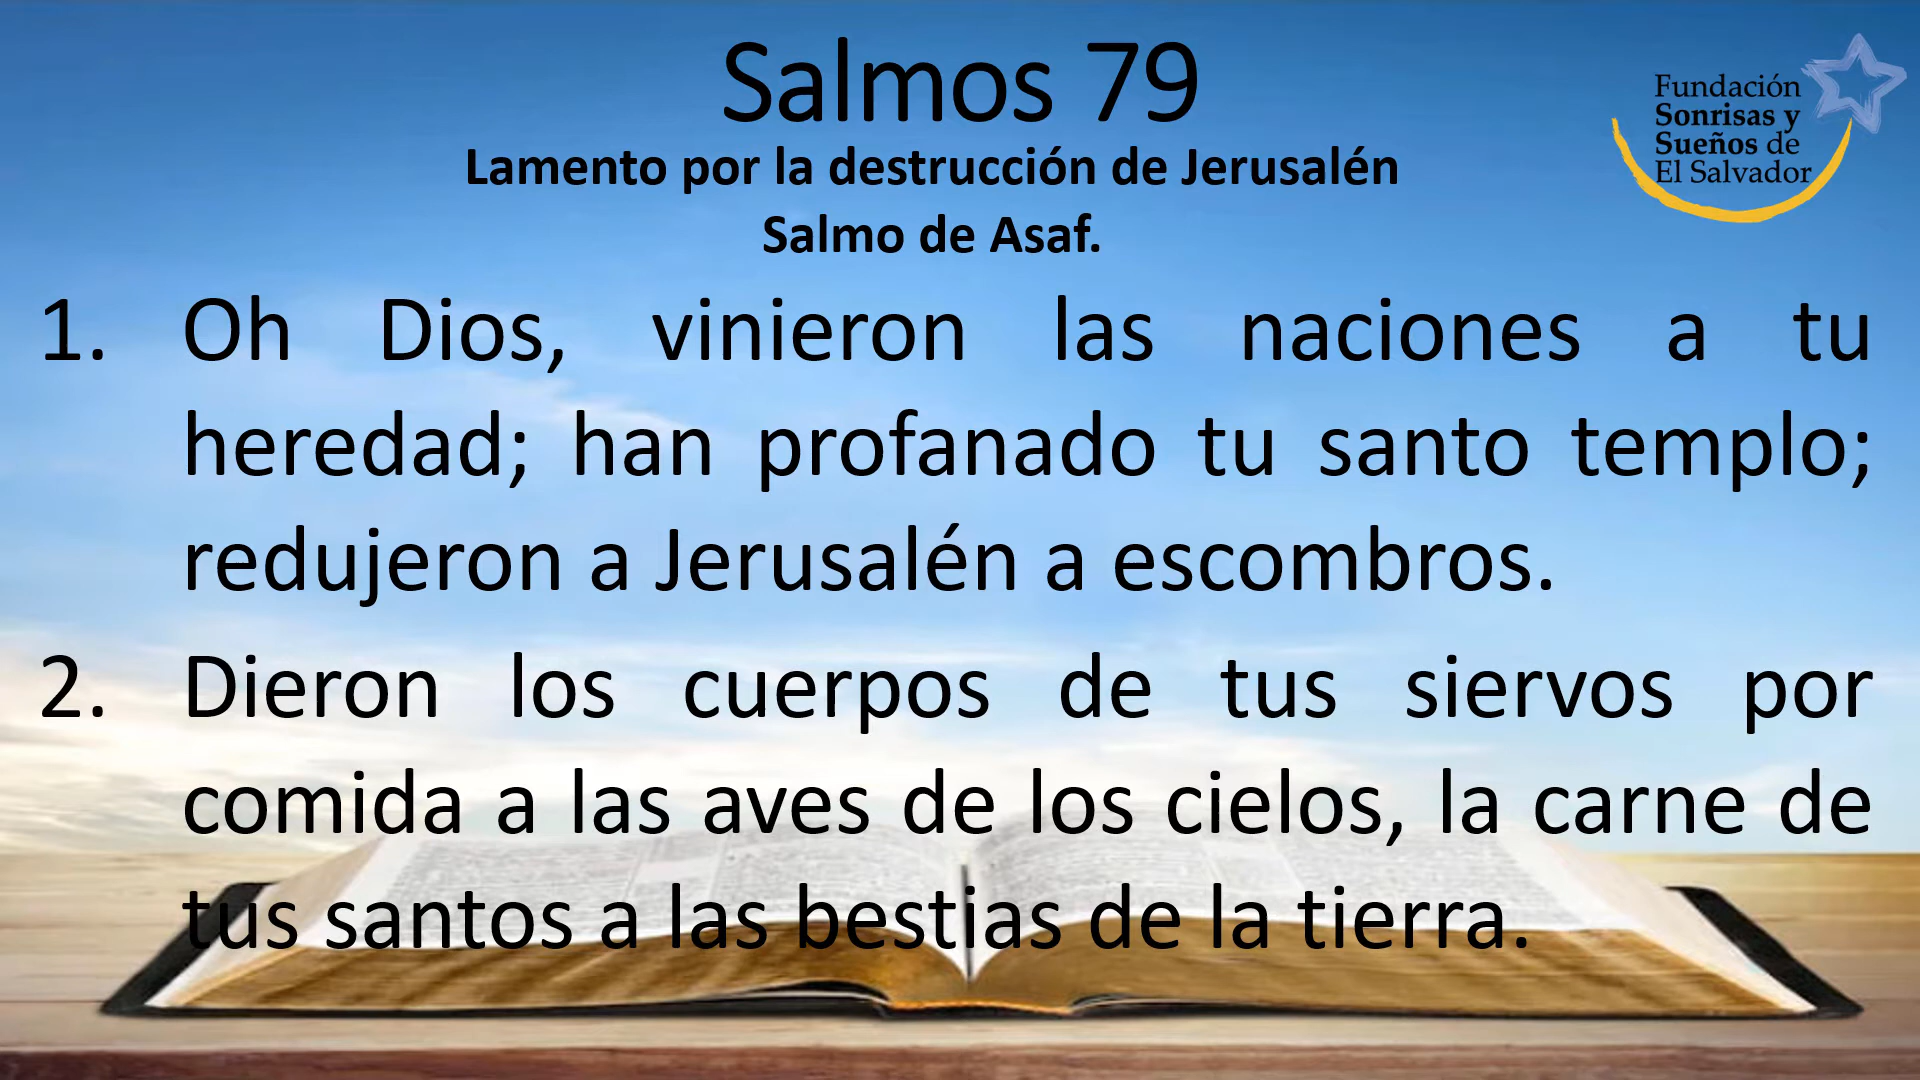 Salmos 79
Lamento por la destrucción de Jerusalén
Salmo de Asaf.
Fundación
Sonrisas y
Sueños de
El Salvador
1. Oh Dios, vinieron las naciones a tu
heredad; han profanado tu santo templo;
redujeron a Jerusalén a escombros.
2. Dieron los cuerpos de tus siervos por
comida a las aves de los cielos, la carne de
tus santos a las bestias de la tierra.